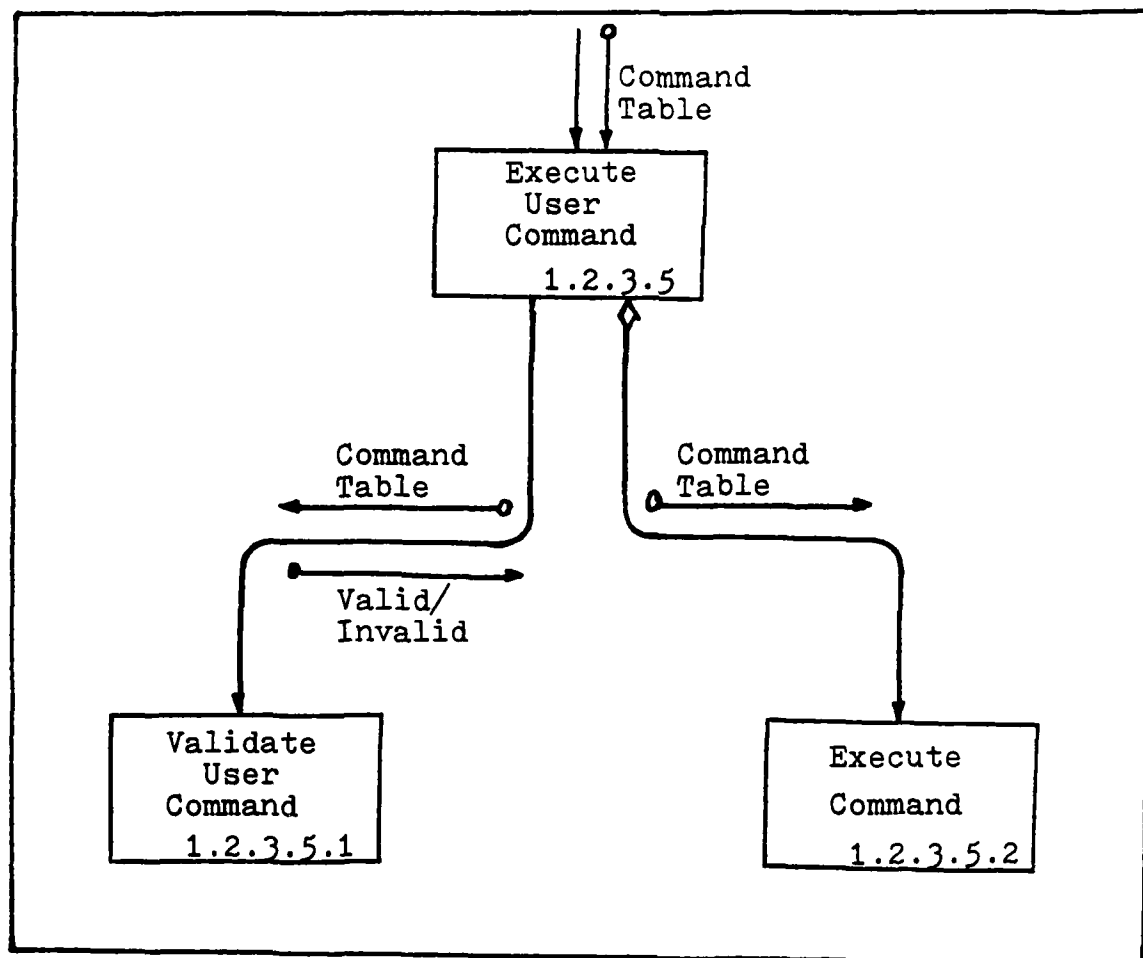 Command
Table
Execute
User
Command
1.2.3.5
Command
Table
Command
Table
Valid/
Invalid
Validate
User
Command
1.2.3.5.1
Execute
Command
1.2.3.5.2